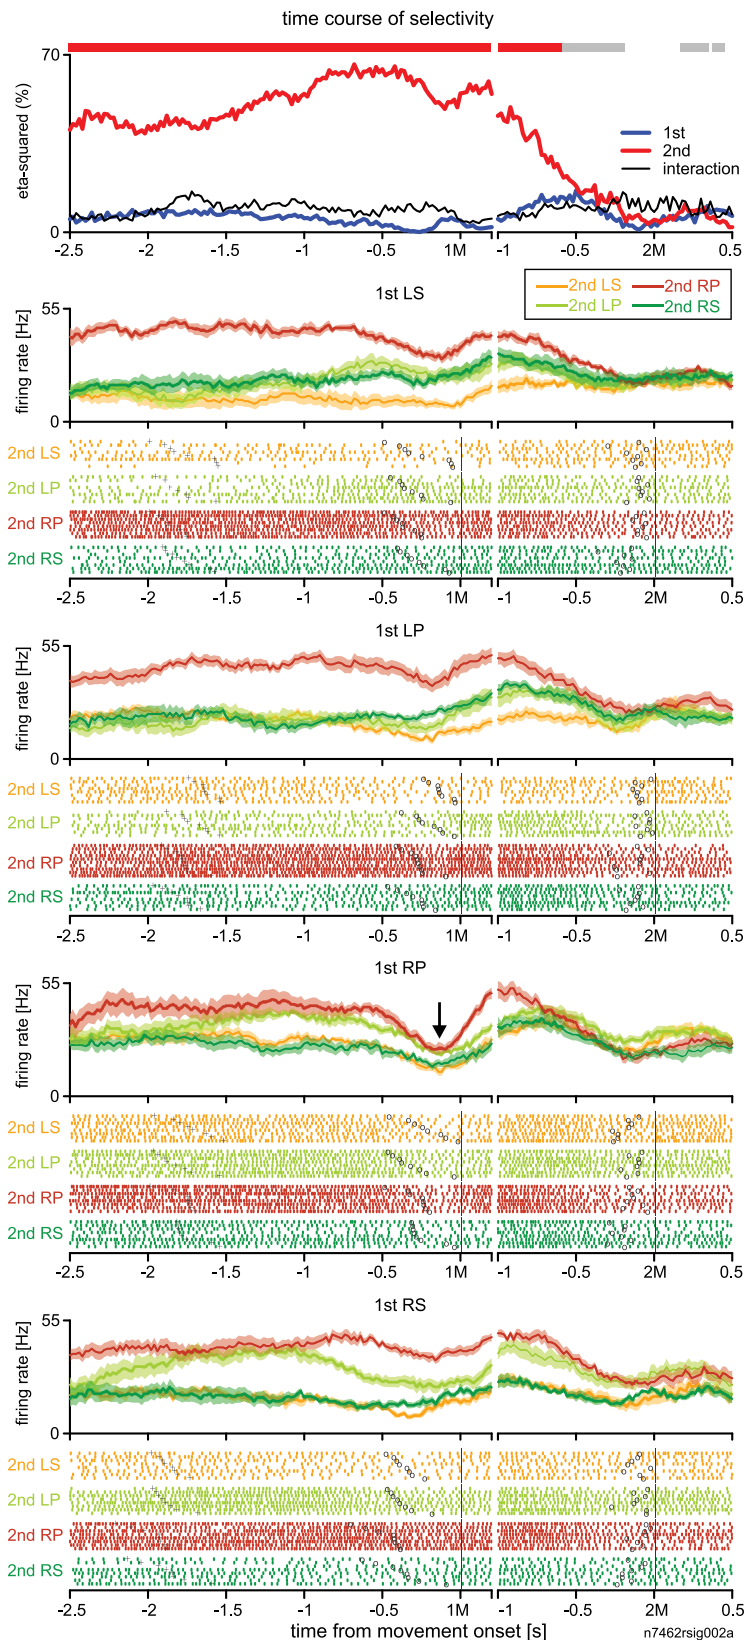 time course of selectivity
70
eta-squared (%)
1st
2nd
interaction
0
-2.5 -2 -1.5 -1 -0.5 1M -1 -0.5 2M 0.5
2nd LS 2nd RP
2nd LP 2nd RS
1st LS
55
firing rate [Hz]
0
2nd LS
2nd LP
2nd RP
2nd RS
-2.5 -2 -1.5 -1 -0.5 1M -1 -0.5 2M 0.5
1st LP
55
firing rate [Hz]
0
2nd LS
2nd LP
2nd RP
2nd RS
-2.5 -2 -1.5 -1 -0.5 1M -1 -0.5 2M 0.5
1st RP
55
firing rate [Hz]
0
2nd LS
2nd LP
2nd RP
2nd RS
-2.5 -2 -1.5 -1 -0.5 1M -1 -0.5 2M 0.5
1st RS
55
firing rate [Hz]
0
2nd LS
2nd LP
2nd RP
2nd RS
-2.5 -2 -1.5 -1 -0.5 1M -1 -0.5 2M 0.5
time from movement onset [s]
n7462rsig002a